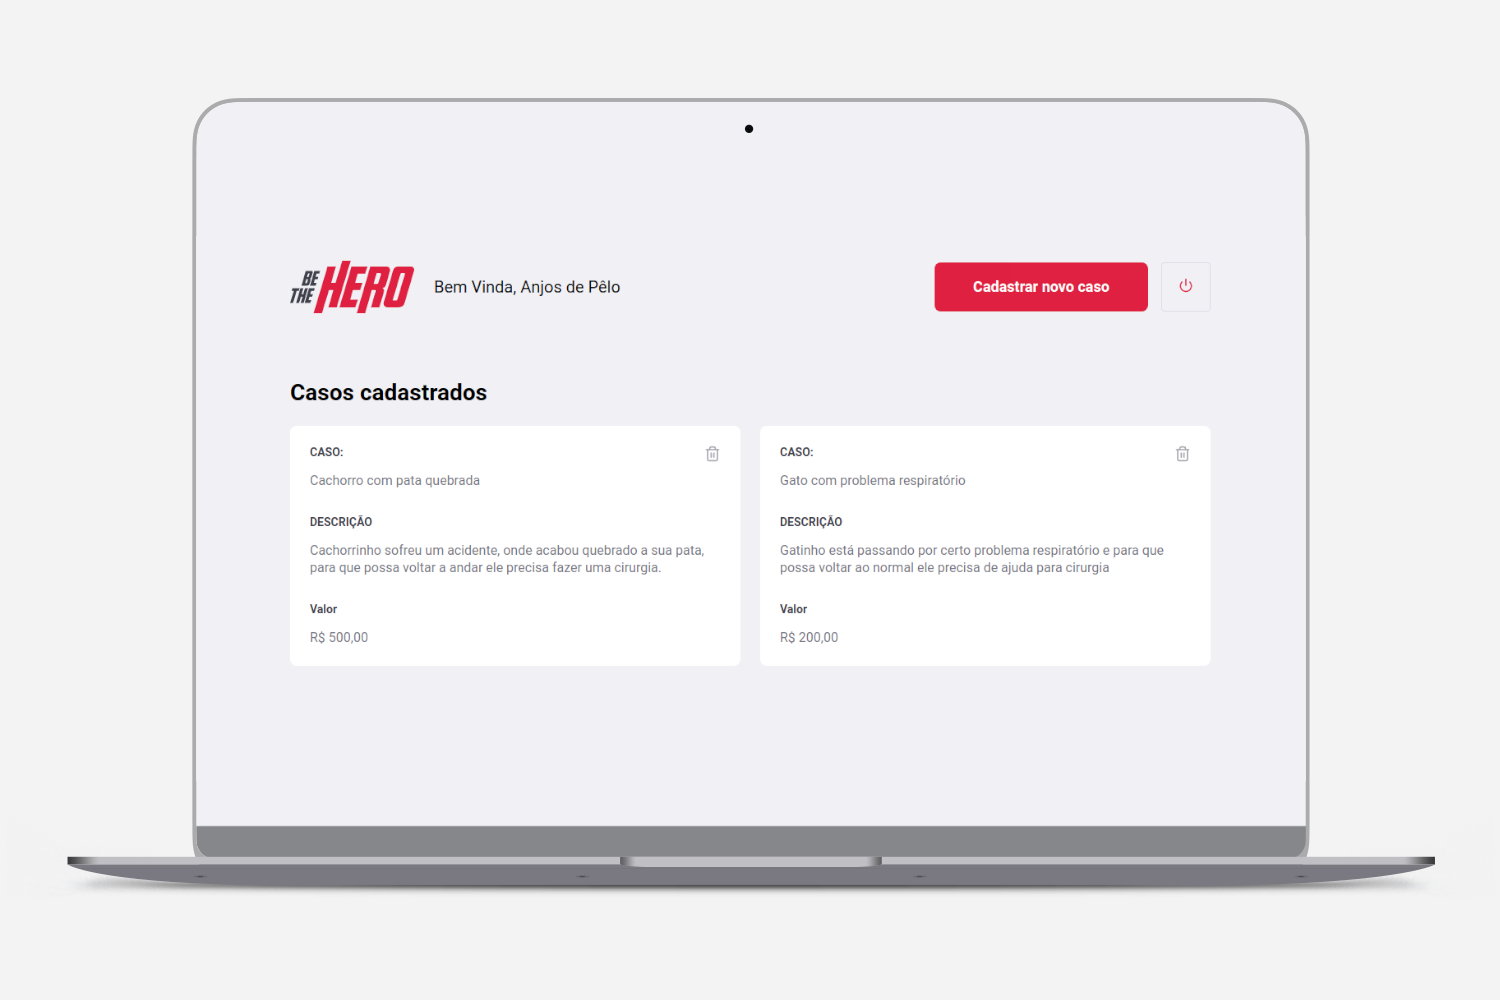 BE THE HERO
Bem Vinda, Anjos de Pêlo
Cadastrar novo caso
Casos cadastrados
CASO:
Cachorro com pata quebrada
DESCRIÇÃO
Cachorrinho sofreu um acidente, onde acabou quebrado a sua pata,
para que possa voltar a andar ele precisa fazer uma cirurgia.
Valor
R$ 500,00
CASO:
Gato com problema respiratório
DESCRIÇÃO
Gatinho está passando por certo problema respiratório e para que
possa voltar ao normal ele precisa de ajuda para cirurgia
Valor
R$ 200,00